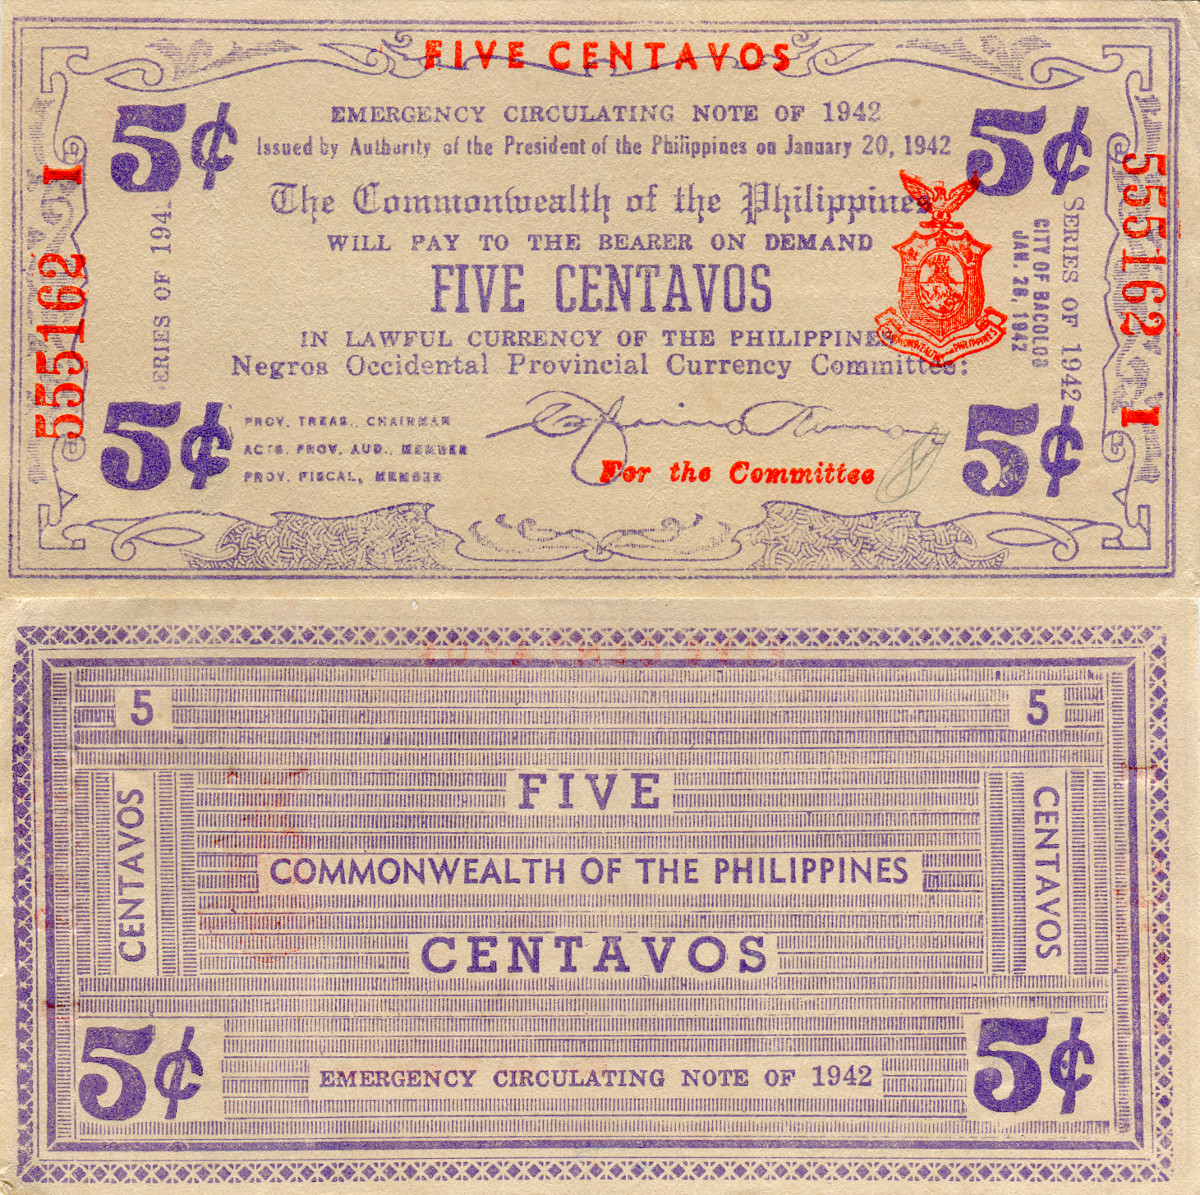 FIVE CENTAVOS
5¢
5¢
EMERGENCY CIRCULATING NOTE OF 1942
Issued by Authority of the President of the Philippines on January 20, 1942
The Commonwealth of the Philippines
WILL PAY TO THE BEARER ON DEMAND
FIVE CENTAVOS
IN LAWFUL CURRENCY OF THE PHILIPPINE
Negros Occidental Provincial Currency Committee:
555162 I
ERIES OF 194
COMMONWEALTH OF THE PHILIPPINES
CITY OF BACOLOD
JAN. 26, 1942
SERIES OF 1942
555162 I
5¢
5¢
PROV. TREAS., CHAIRMAN
ACTG. PROV. AUD., MEMBER
PROV. FISCAL, MEMBER
For the Committee
5
5
FIVE
CENTAVOS
COMMONWEALTH OF THE PHILIPPINES
CENTAVOS
CENTAVOS
5¢
EMERGENCY CIRCULATING NOTE OF 1942
5¢